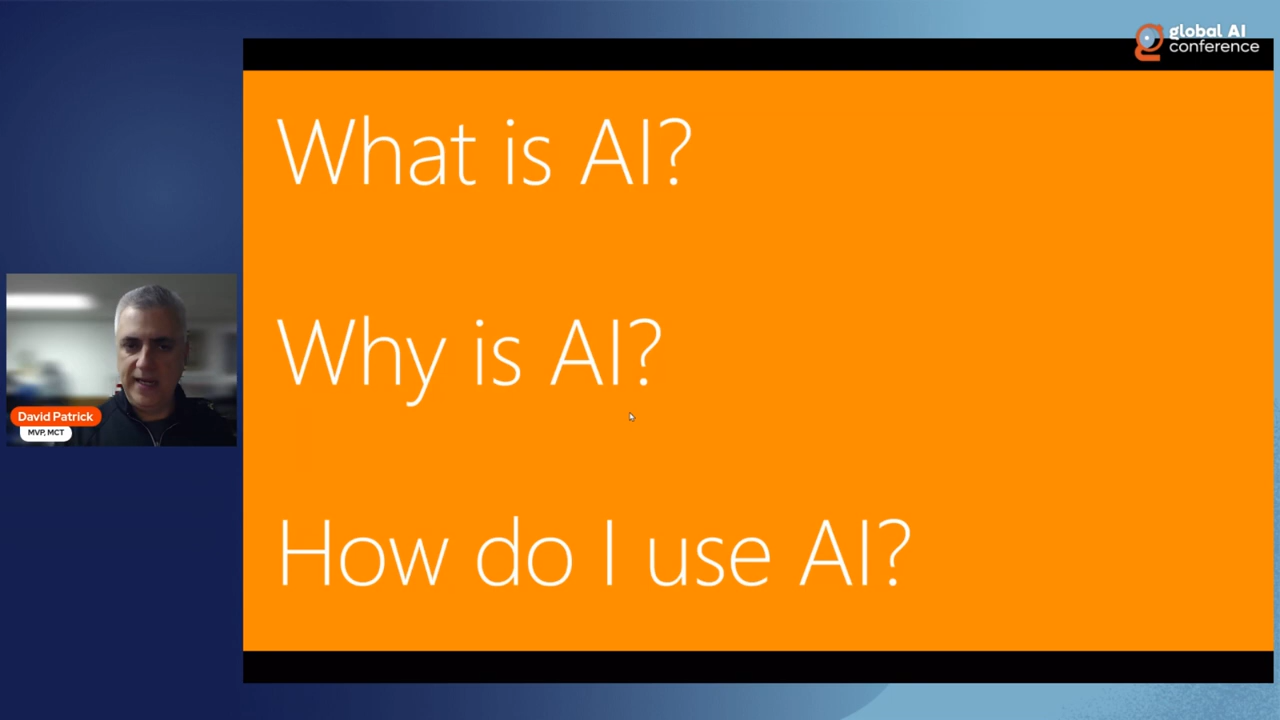 global AI
conference
What is AI?
Why is AI?
How do I use AI?
David Patrick
MVP, MCT